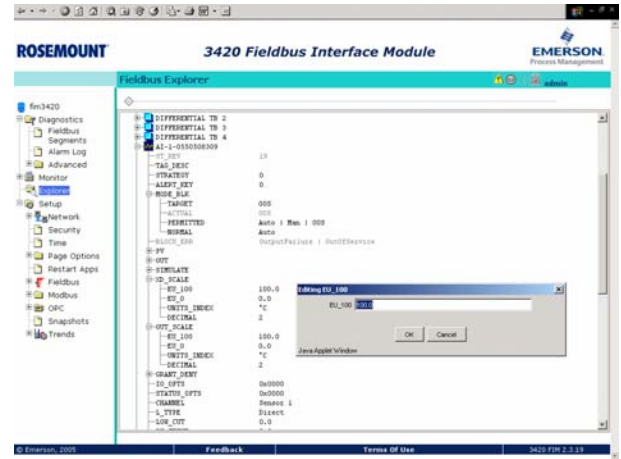 ROSEMOUNT
3420 Fieldbus Interface Module
EMERSON
Process Management
Fieldbus Explorer
admin
fim3420
Diagnostics
Fieldbus
Segments
Alarm Log
Advanced
Monitor
Explorer
Setup
Network
Security
Time
Page Options
Restart Apps
Fieldbus
Modbus
OPC
Snapshots
Trends
DIFFERENTIAL TB 2
DIFFERENTIAL TB 3
DIFFERENTIAL TB 4
AI-1-0550508309
ST_REV 19
TAG_DESC
STRATEGY 0
ALERT_KEY 0
MODE_BLK
TARGET OOS
ACTUAL OOS
PERMITTED Auto | Man | OOS
NORMAL Auto
BLOCK_ERR OutputFailure | OutOfService
PV
OUT
SIMULATE
XD_SCALE
EU_100 100.0
EU_0 0.0
UNITS_INDEX °C
DECIMAL 2
OUT_SCALE
EU_100 100.0
EU_0 0.0
UNITS_INDEX °C
DECIMAL 2
GRANT_DENY
IO_OPTS 0x0000
STATUS_OPTS 0x0000
CHANNEL Sensor 1
L_TYPE Direct
LOW_CUT 0.0
Editing EU_100
EU_100 100.0
OK Cancel
Java Applet Window
© Emerson, 2005 Feedback Terms Of Use 3420 FIM 2.3.19